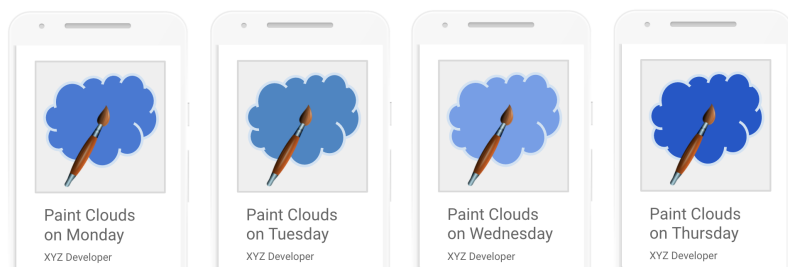 Paint Clouds
on Monday
XYZ Developer
Paint Clouds
on Tuesday
XYZ Developer
Paint Clouds
on Wednesday
XYZ Developer
Paint Clouds
on Thursday
XYZ Developer